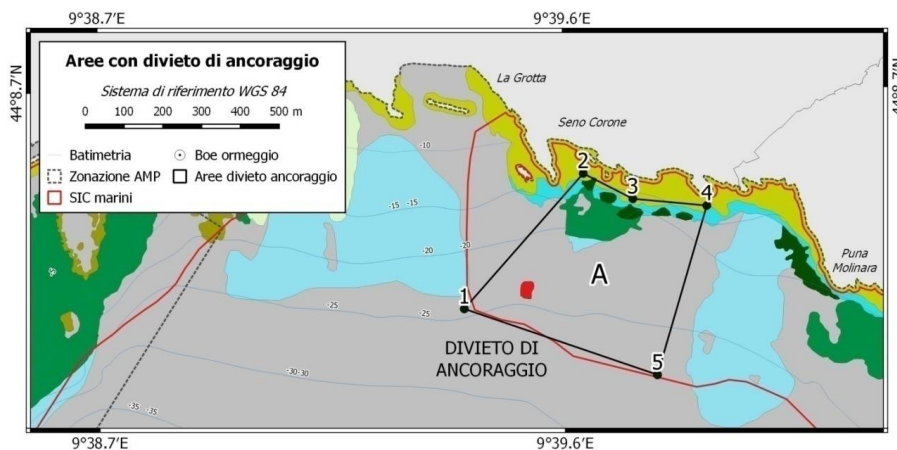 9°38.7'E
9°39.6'E
44°8.7'N
44°8.7'N
Aree con divieto di ancoraggio
Sistema di riferimento WGS 84
0 100 200 300 400 500 m
Batimetria
Boe ormeggio
Zonazione AMP
Aree divieto ancoraggio
SIC marini
La Grotta
Seno Corone
Puna
Molinara
-10
-15
-15
-15
-20
-20
-25
-25
-30
-30
-35
-35
-5
1
2
3
4
5
A
DIVIETO DI
ANCORAGGIO
9°38.7'E
9°39.6'E